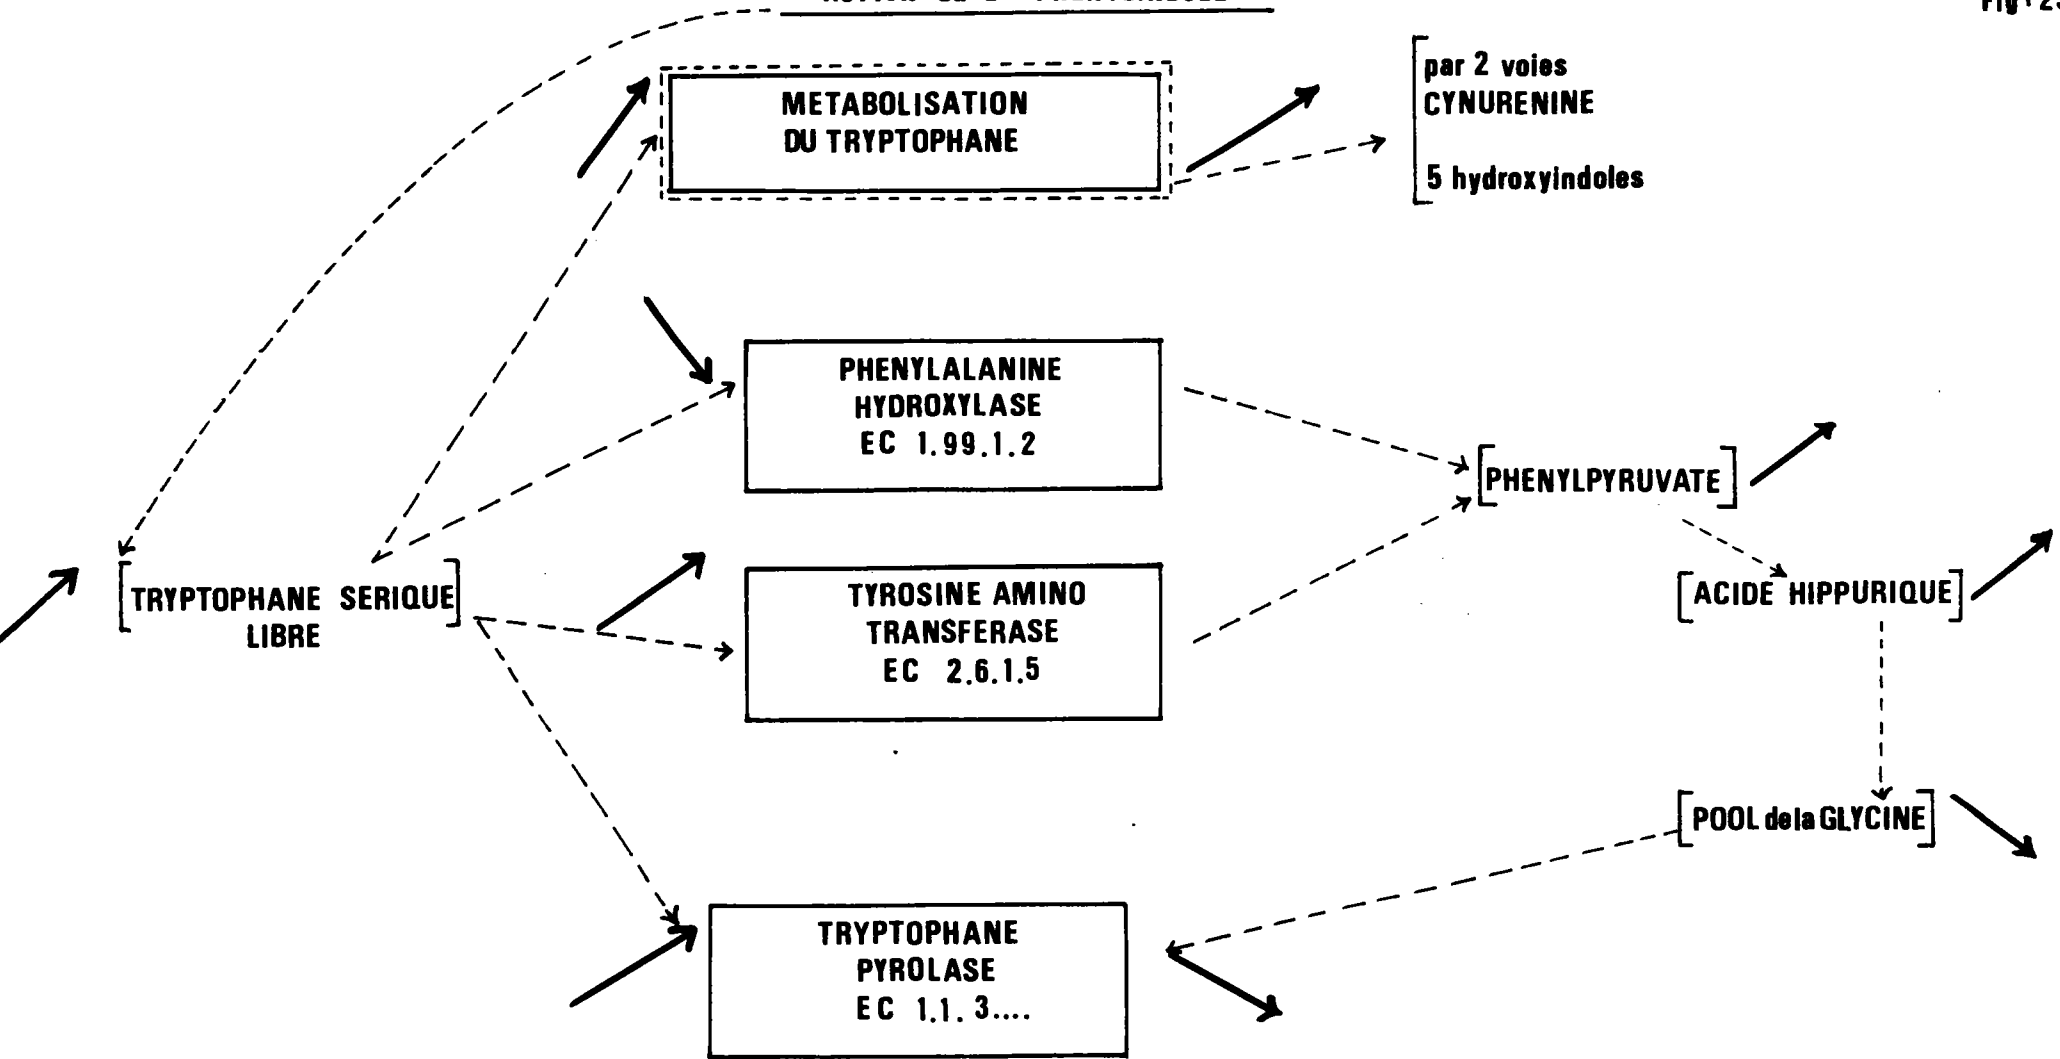 par 2 voies
CYNURENINE
5 hydroxyindoles
METABOLISATION
DU TRYPTOPHANE
PHENYLALANINE
HYDROXYLASE
EC 1.99.1.2
[PHENYLPYRUVATE]
[TRYPTOPHANE SERIQUE]
LIBRE
TYROSINE AMINO
TRANSFERASE
EC 2.6.1.5
[ACIDE HIPPURIQUE]
[POOL de la GLYCINE]
TRYPTOPHANE
PYROLASE
EC 1.1.3....